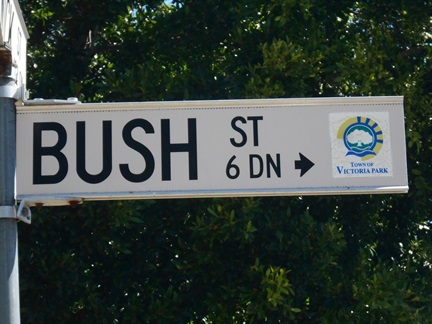 BUSH ST
6 DN →
TOWN OF
VICTORIA PARK